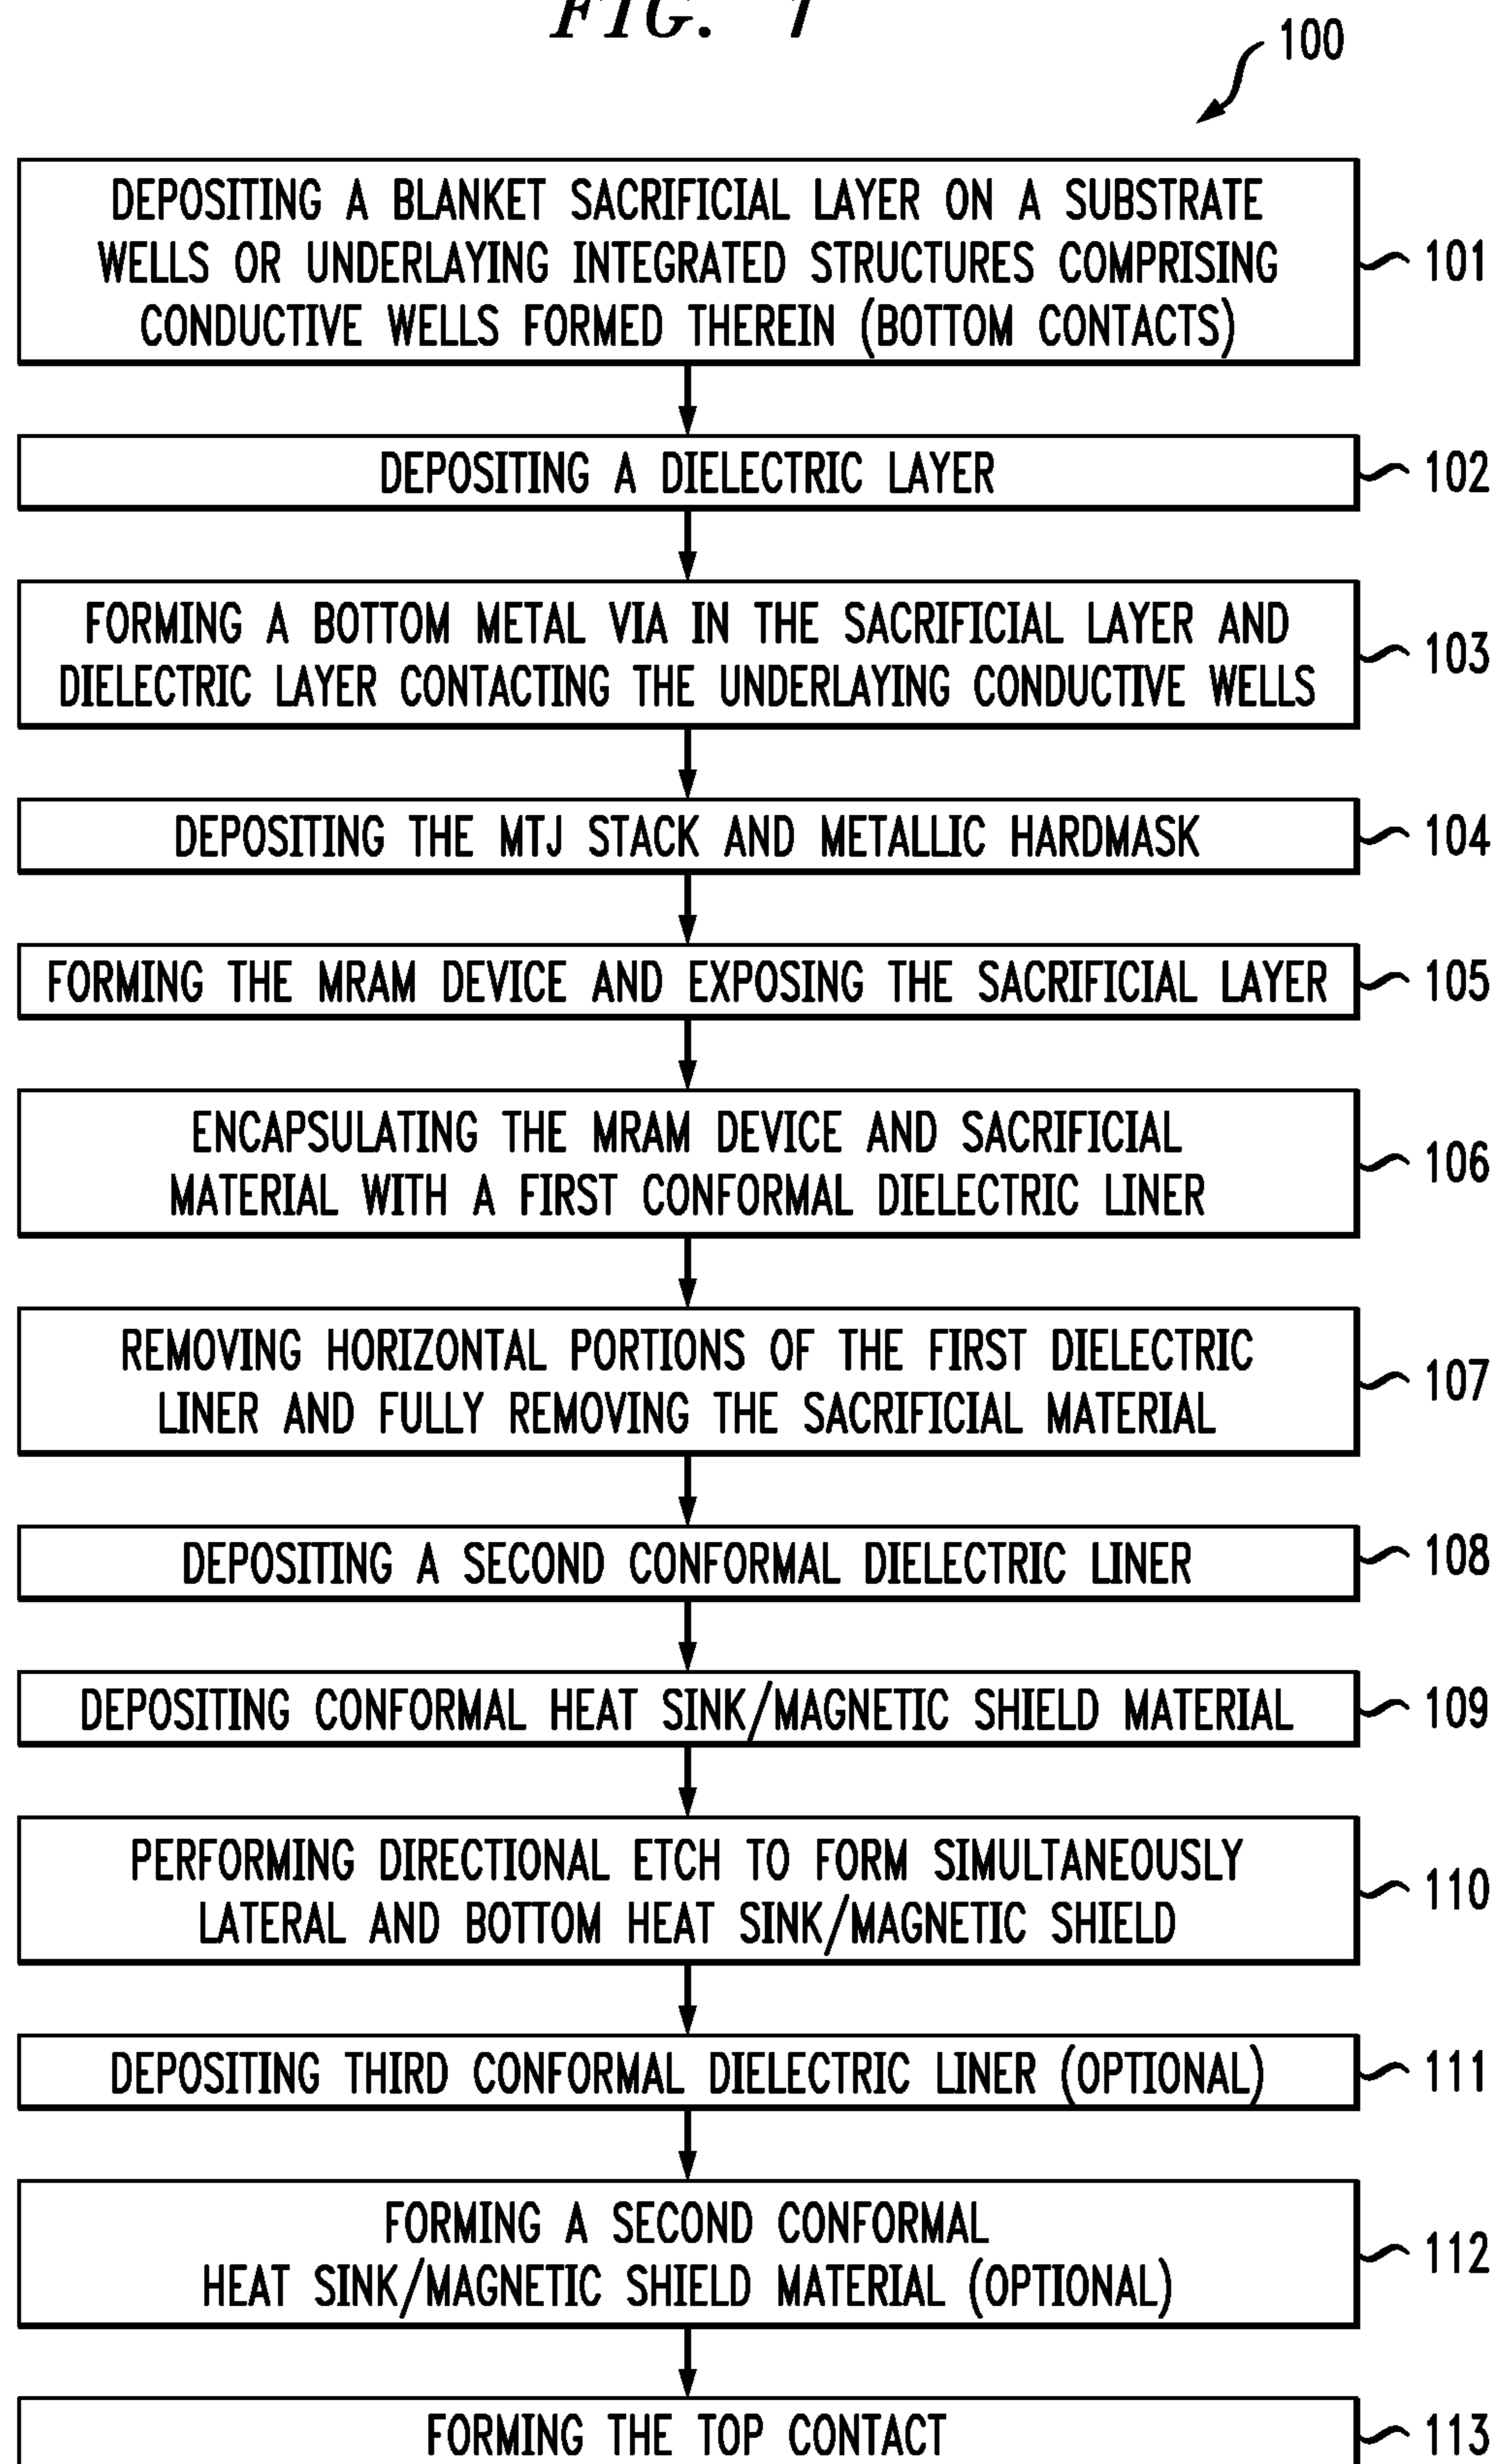 FIG. 1
100
DEPOSITING A BLANKET SACRIFICIAL LAYER ON A SUBSTRATE
WELLS OR UNDERLAYING INTEGRATED STRUCTURES COMPRISING
CONDUCTIVE WELLS FORMED THEREIN (BOTTOM CONTACTS)
101
DEPOSITING A DIELECTRIC LAYER
102
FORMING A BOTTOM METAL VIA IN THE SACRIFICIAL LAYER AND
DIELECTRIC LAYER CONTACTING THE UNDERLAYING CONDUCTIVE WELLS
103
DEPOSITING THE MTJ STACK AND METALLIC HARDMASK
104
FORMING THE MRAM DEVICE AND EXPOSING THE SACRIFICIAL LAYER
105
ENCAPSULATING THE MRAM DEVICE AND SACRIFICIAL
MATERIAL WITH A FIRST CONFORMAL DIELECTRIC LINER
106
REMOVING HORIZONTAL PORTIONS OF THE FIRST DIELECTRIC
LINER AND FULLY REMOVING THE SACRIFICIAL MATERIAL
107
DEPOSITING A SECOND CONFORMAL DIELECTRIC LINER
108
DEPOSITING CONFORMAL HEAT SINK/MAGNETIC SHIELD MATERIAL
109
PERFORMING DIRECTIONAL ETCH TO FORM SIMULTANEOUSLY
LATERAL AND BOTTOM HEAT SINK/MAGNETIC SHIELD
110
DEPOSITING THIRD CONFORMAL DIELECTRIC LINER (OPTIONAL)
111
FORMING A SECOND CONFORMAL
HEAT SINK/MAGNETIC SHIELD MATERIAL (OPTIONAL)
112
FORMING THE TOP CONTACT
113